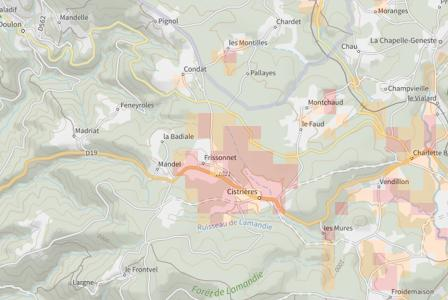 Moranges
Mandelle
Pignol
Chardet
D562
Doulon
les Montilles
Chau
La Chapelle-Geneste
Condat
Pallayes
Champvieille
le Vialard
Feneyroles
Montchaud
Madriat
la Badiale
le Faud
D19
Mandel
Frissonnet
Charlette B
Vendillon
Cistrières
Ruisseau de Lamandie
les Mures
le Frontvel
Largne
Forêt de Lamandie
1000
Froidemaison